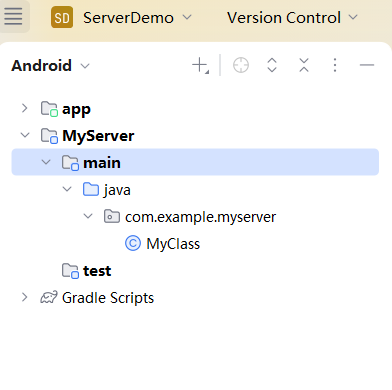 SD ServerDemo Version Control
Android
app
MyServer
main
java
com.example.myserver
C MyClass
test
Gradle Scripts